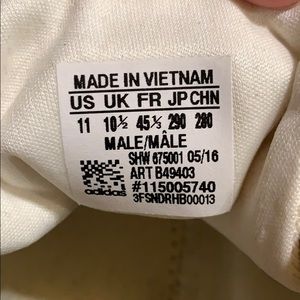 MADE IN VIETNAM
US UK FR JP CHN
11 10½ 45⅓ 290 280
MALE/MÂLE
SHW 675001 05/16
ART B49403
#115005740
3FSNDRHB00013
adidas